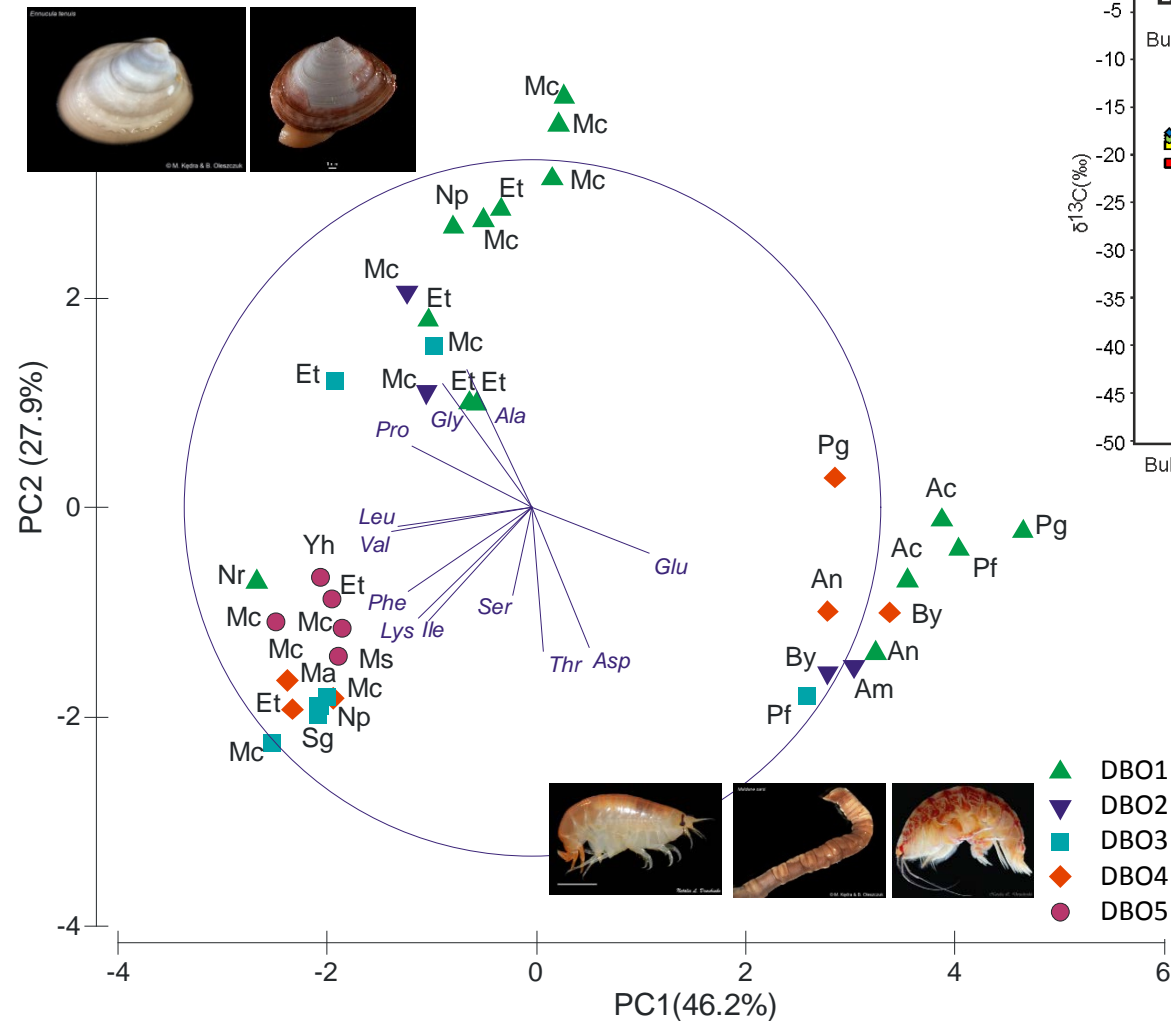 Ennucula tenuis
© M. Kędra & B. Oleszczuk
-5
Bu
-10
-15
-20
-25
-30
-35
-40
-45
-50
δ13C(‰)
Bul
Mc
Mc
Mc
Et
Np
Mc
Mc
Et
Mc
Et
Mc
Et Et
Gly
Ala
Pro
Leu
Val
Phe
Lys Ile
Ser
Thr
Asp
Glu
Pg
Ac
Pg
Pf
Ac
An
By
An
By
Am
Pf
Yh
Nr
Et
Mc
Mc
Mc
Ms
Ma
Mc
Et
Np
Sg
Mc
2
0
-2
-4
PC2 (27.9%)
-4
-2
0
2
4
6
PC1(46.2%)
Maldane sarsi
© M. Kędra & B. Oleszczuk
DBO1
DBO2
DBO3
DBO4
DBO5